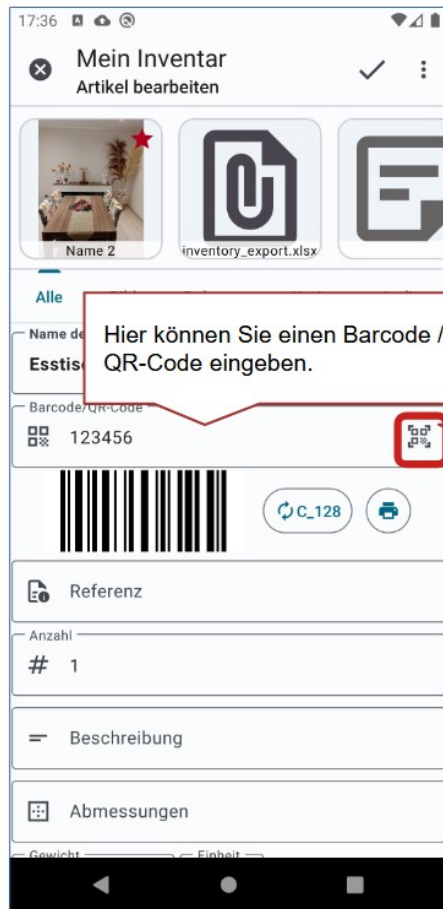 17:36
Mein Inventar
Artikel bearbeiten
Name 2
inventory_export.xlsx
Alle
Hier können Sie einen Barcode /
QR-Code eingeben.
Name de
Esstis
Barcode/QR-Code
123456
C_128
Referenz
Anzahl
# 1
Beschreibung
Abmessungen
Gewicht
Einheit